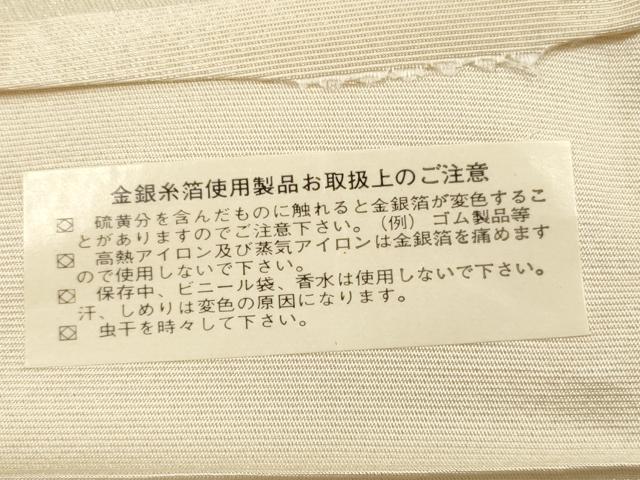 金銀糸箔使用製品お取扱上のご注意
硫黄分を含んだものに触れると金銀箔が変色するこ
とがありますのでご注意下さい。(例) ゴム製品等
高熱アイロン及び蒸気アイロンは金銀箔を痛めます
ので使用しないで下さい。
保存中、ビニール袋、香水は使用しないで下さい。
汗、しめりは変色の原因になります。
虫干を時々して下さい。